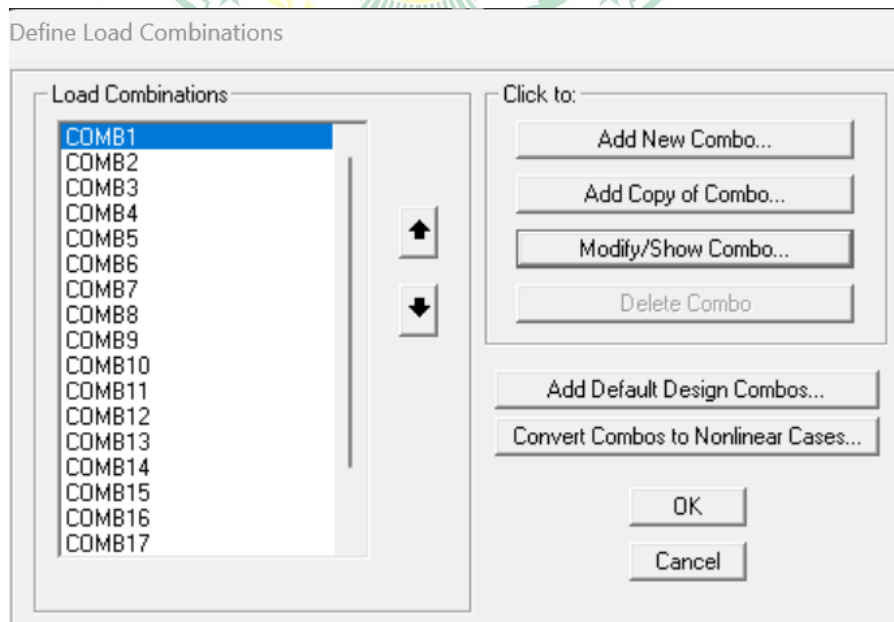 Define Load Combinations
Load Combinations
COMB1
COMB2
COMB3
COMB4
COMB5
COMB6
COMB7
COMB8
COMB9
COMB10
COMB11
COMB12
COMB13
COMB14
COMB15
COMB16
COMB17
Click to:
Add New Combo...
Add Copy of Combo...
Modify/Show Combo...
Delete Combo
Add Default Design Combos...
Convert Combos to Nonlinear Cases...
OK
Cancel